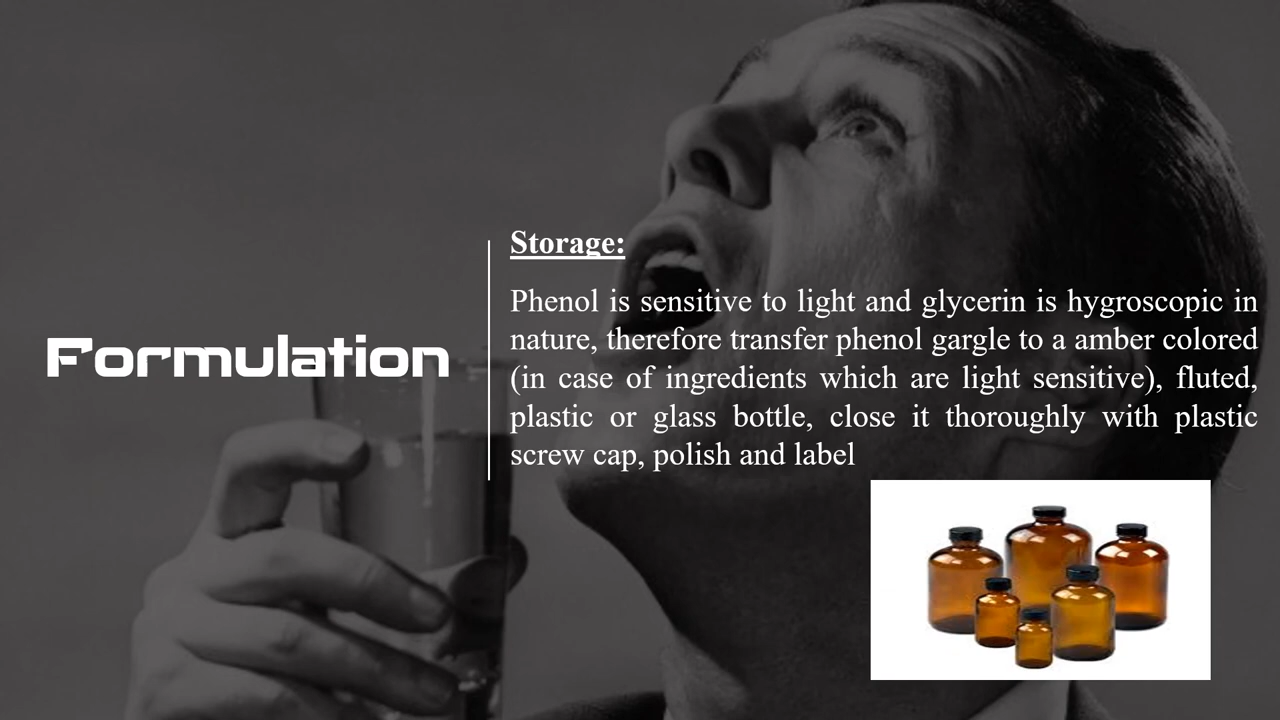 Formulation
Storage:
Phenol is sensitive to light and glycerin is hygroscopic in
nature, therefore transfer phenol gargle to a amber colored
(in case of ingredients which are light sensitive), fluted,
plastic or glass bottle, close it thoroughly with plastic
screw cap, polish and label